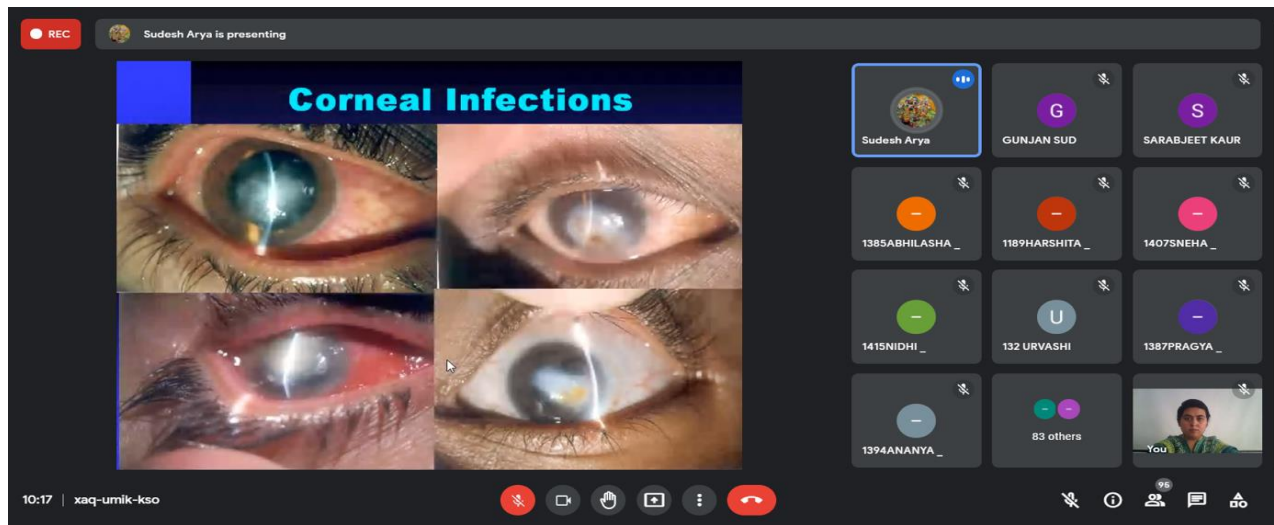 REC
Sudesh Arya is presenting
Corneal Infections
Sudesh Arya
G
GUNJAN SUD
S
SARABJEET KAUR
-
1385ABHILASHA _
-
1189HARSHITA _
-
1407SNEHA _
-
1415NIDHI _
U
132 URVASHI
-
1387PRAGYA _
-
1394ANANYA _
- -
83 others
You
10:17 | xaq-umik-kso
95